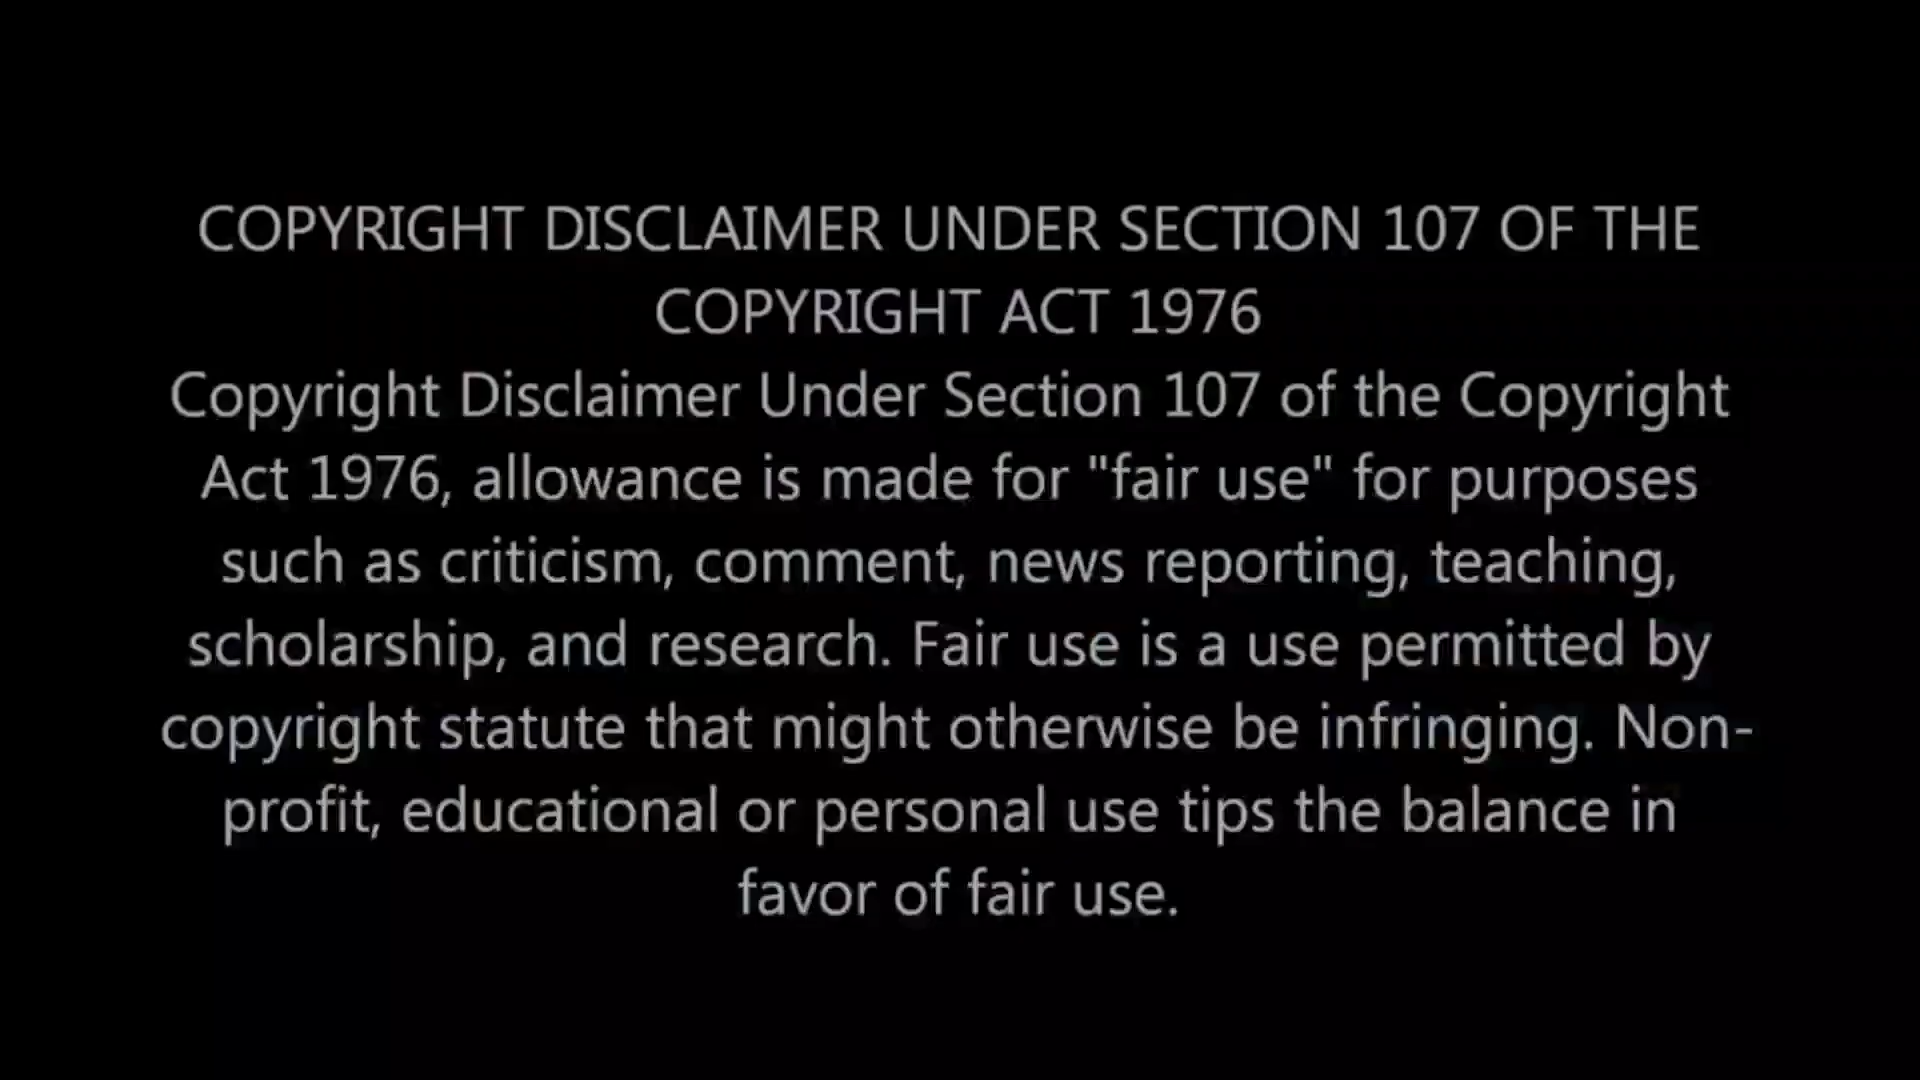 COPYRIGHT DISCLAIMER UNDER SECTION 107 OF THE
COPYRIGHT ACT 1976
Copyright Disclaimer Under Section 107 of the Copyright
Act 1976, allowance is made for "fair use" for purposes
such as criticism, comment, news reporting, teaching,
scholarship, and research. Fair use is a use permitted by
copyright statute that might otherwise be infringing. Non-
profit, educational or personal use tips the balance in
favor of fair use.